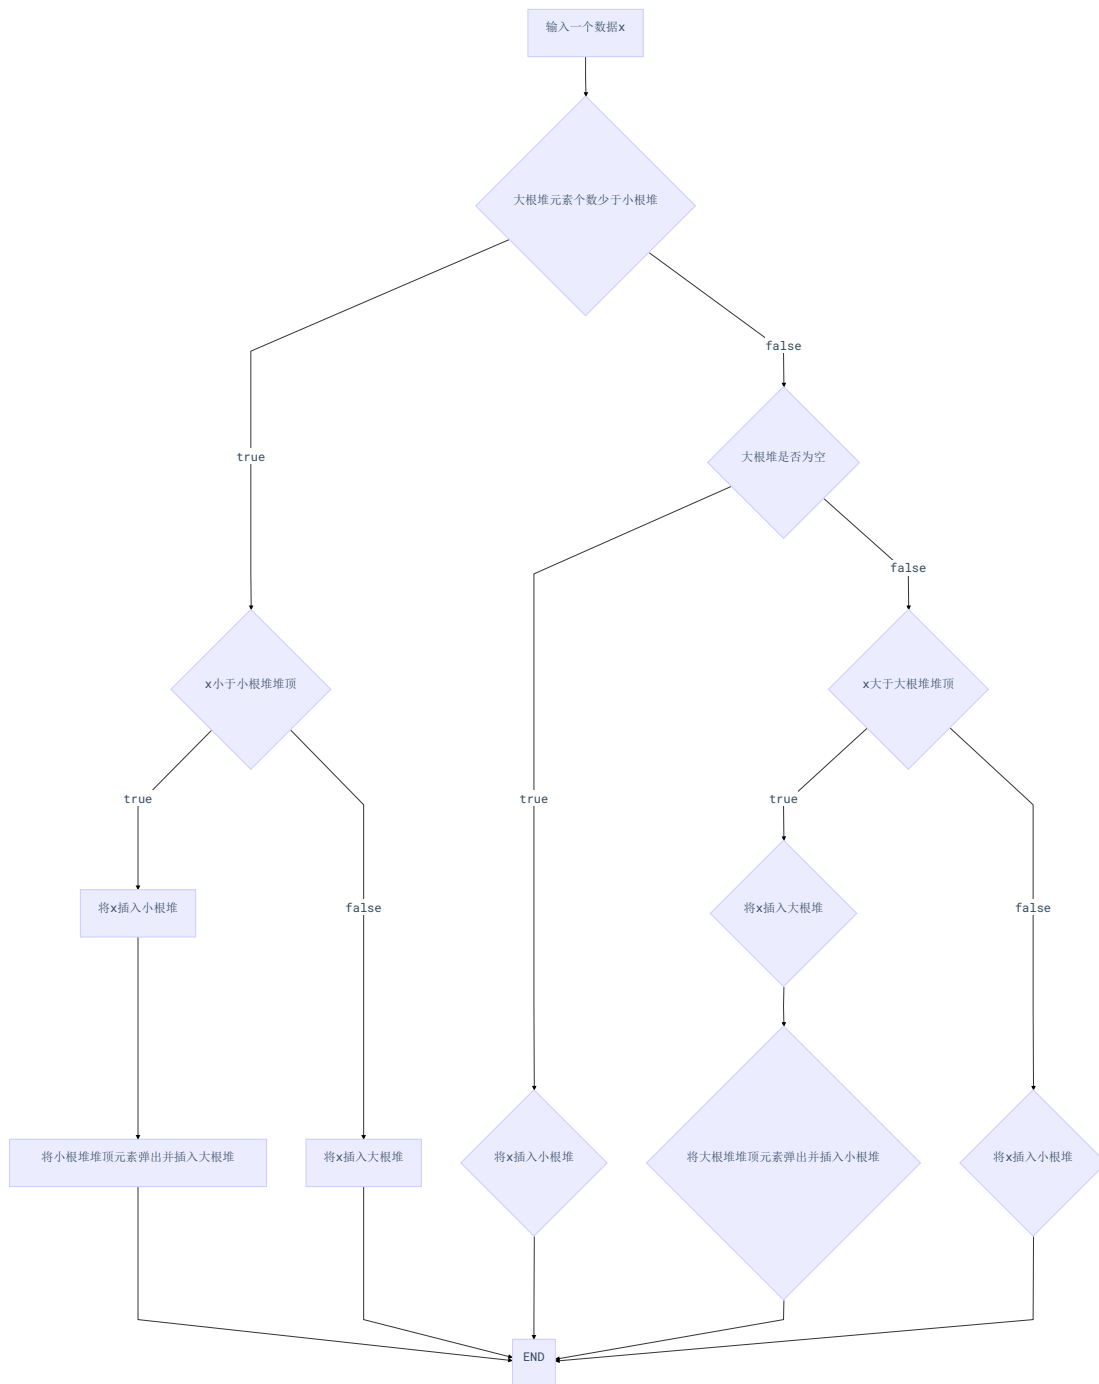 输入一个数据x
大根堆元素个数少于小根堆
false
true
大根堆是否为空
false
x小于小根堆堆顶
x大于大根堆堆顶
true
true
true
将x插入小根堆
false
将x插入大根堆
false
将小根堆堆顶元素弹出并插入大根堆
将x插入大根堆
将x插入小根堆
将大根堆堆顶元素弹出并插入小根堆
将x插入小根堆
END